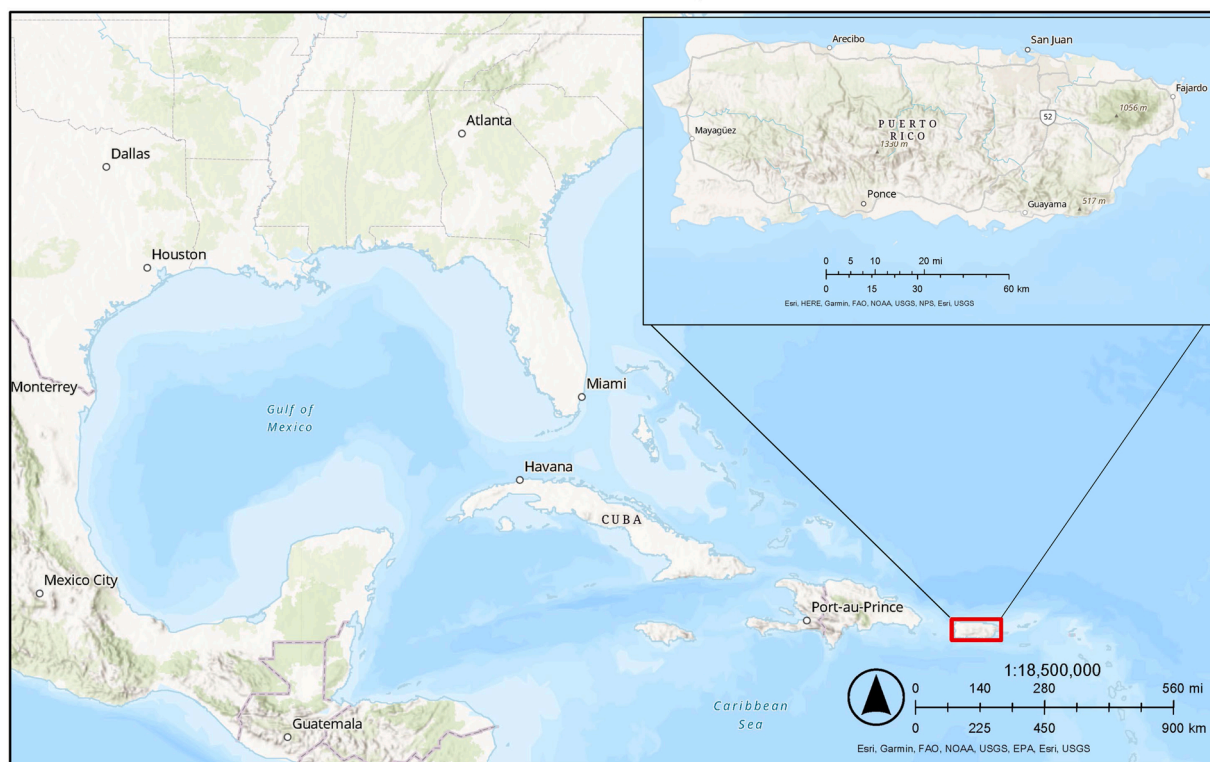 Arecibo
San Juan
Fajardo
1056 m
52
PUERTO
RICO
Mayagüez
1330 m
Ponce
517 m
Guayama
0 5 10 20 mi
0 15 30 60 km
Esri, HERE, Garmin, FAO, NOAA, USGS, NPS, Esri, USGS
Atlanta
Dallas
Houston
Monterrey
Miami
Gulf of
Mexico
Havana
CUBA
Mexico City
Port-au-Prince
Guatemala
Caribbean
Sea
1:18,500,000
0 140 280 560 mi
0 225 450 900 km
Esri, Garmin, FAO, NOAA, USGS, EPA, Esri, USGS